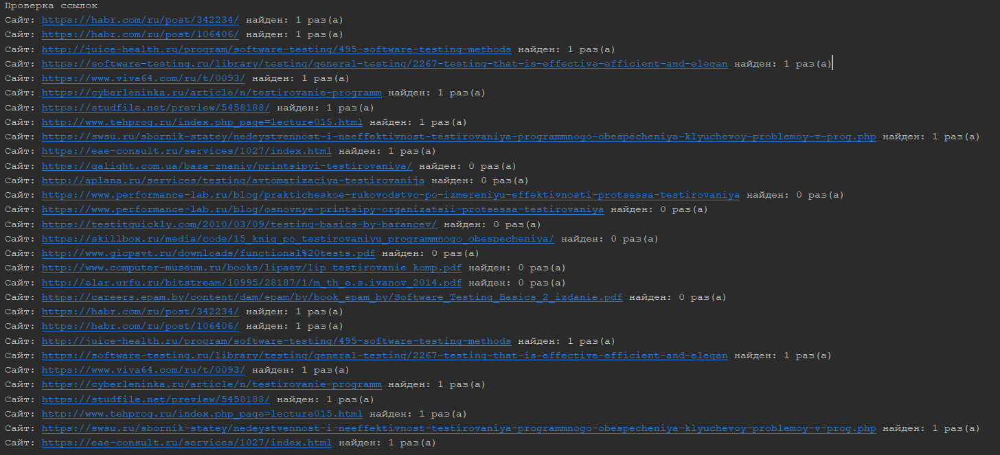 Проверка ссылок
Сайт: https://habr.com/ru/post/342234/ найден: 1 раз(а)
Сайт: https://habr.com/ru/post/106406/ найден: 1 раз(а)
Сайт: http://juice-health.ru/program/software-testing/495-software-testing-methods найден: 1 раз(а)
Сайт: https://software-testing.ru/library/testing/general-testing/2267-testing-that-is-effective-efficient-and-elegan найден: 1 раз(а)
Сайт: https://www.viva64.com/ru/t/0093/ найден: 1 раз(а)
Сайт: https://cyberleninka.ru/article/n/testirovanie-programm найден: 1 раз(а)
Сайт: https://studfile.net/preview/5458188/ найден: 1 раз(а)
Сайт: http://www.tehprog.ru/index.php_page=lecture015.html найден: 1 раз(а)
Сайт: https://swsu.ru/sbornik-statey/nedeystvennost-i-neeffektivnost-testirovaniya-programmnogo-obespecheniya-klyuchevoy-problemoy-v-prog.php найден: 1 раз(а)
Сайт: https://eae-consult.ru/services/1027/index.html найден: 1 раз(а)
Сайт: https://qalight.com.ua/baza-znaniy/printsipyi-testirovaniya/ найден: 0 раз(а)
Сайт: http://aplana.ru/services/testing/avtomatizaciya-testirovanija найден: 0 раз(а)
Сайт: https://www.performance-lab.ru/blog/prakticheskoe-rukovodstvo-po-izmereniyu-effektivnosti-protsessa-testirovaniya найден: 0 раз(а)
Сайт: https://www.performance-lab.ru/blog/osnovnye-printsipy-organizatsii-protsessa-testirovaniya найден: 0 раз(а)
Сайт: https://testitquickly.com/2010/03/09/testing-basics-by-barancev/ найден: 0 раз(а)
Сайт: https://skillbox.ru/media/code/15_knig_po_testirovaniyu_programmnogo_obespecheniya/ найден: 0 раз(а)
Сайт: http://www.gicpsvt.ru/downloads/functional%20tests.pdf найден: 0 раз(а)
Сайт: http://www.computer-museum.ru/books/lipaev/lip_testirovanie_komp.pdf найден: 0 раз(а)
Сайт: http://elar.urfu.ru/bitstream/10995/28187/1/m_th_e.s.ivanov_2014.pdf найден: 0 раз(а)
Сайт: https://careers.epam.by/content/dam/epam/by/book_epam_by/Software_Testing_Basics_2_izdanie.pdf найден: 0 раз(а)
Сайт: https://habr.com/ru/post/342234/ найден: 1 раз(а)
Сайт: https://habr.com/ru/post/106406/ найден: 1 раз(а)
Сайт: http://juice-health.ru/program/software-testing/495-software-testing-methods найден: 1 раз(а)
Сайт: https://software-testing.ru/library/testing/general-testing/2267-testing-that-is-effective-efficient-and-elegan найден: 1 раз(а)
Сайт: https://www.viva64.com/ru/t/0093/ найден: 1 раз(а)
Сайт: https://cyberleninka.ru/article/n/testirovanie-programm найден: 1 раз(а)
Сайт: https://studfile.net/preview/5458188/ найден: 1 раз(а)
Сайт: http://www.tehprog.ru/index.php_page=lecture015.html найден: 1 раз(а)
Сайт: https://swsu.ru/sbornik-statey/nedeystvennost-i-neeffektivnost-testirovaniya-programmnogo-obespecheniya-klyuchevoy-problemoy-v-prog.php найден: 1 раз(а)
Сайт: https://eae-consult.ru/services/1027/index.html найден: 1 раз(а)